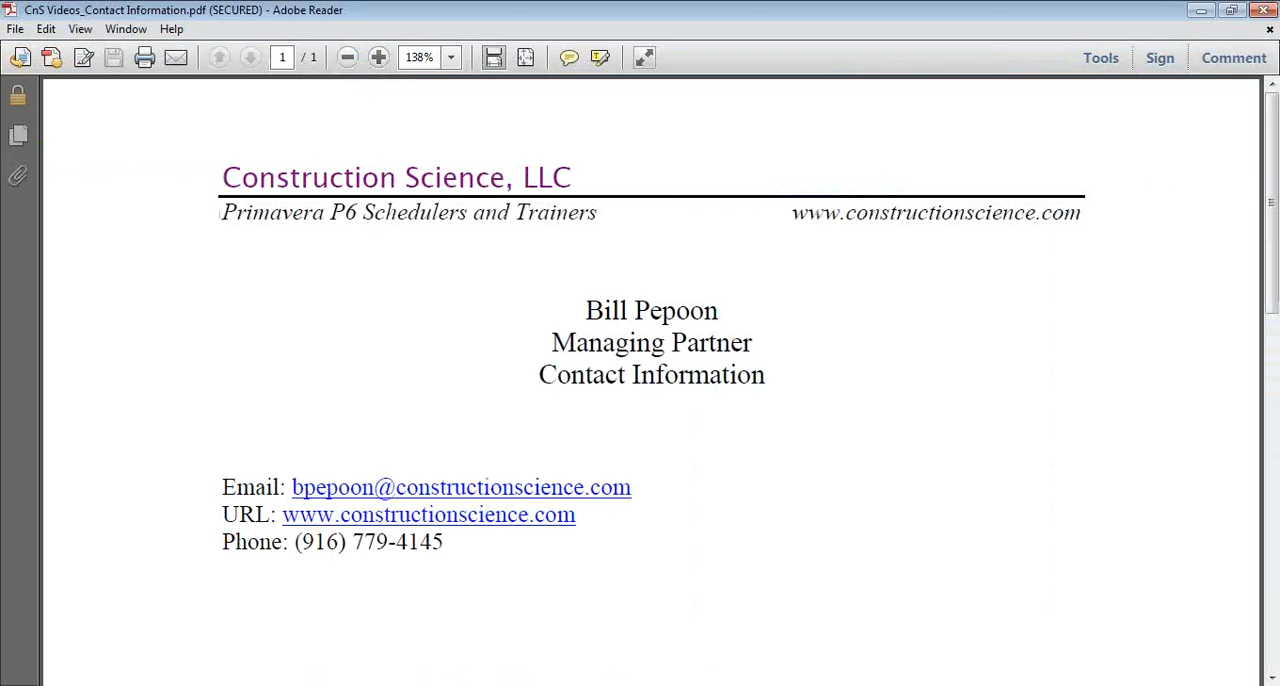 CnS Videos_Contact Information.pdf (SECURED) - Adobe Reader
File Edit View Window Help
1 / 1 138% Tools Sign Comment
Construction Science, LLC
Primavera P6 Schedulers and Trainers www.constructionscience.com
Bill Pepoon
Managing Partner
Contact Information
Email: bpepoon@constructionscience.com
URL: www.constructionscience.com
Phone: (916) 779-4145